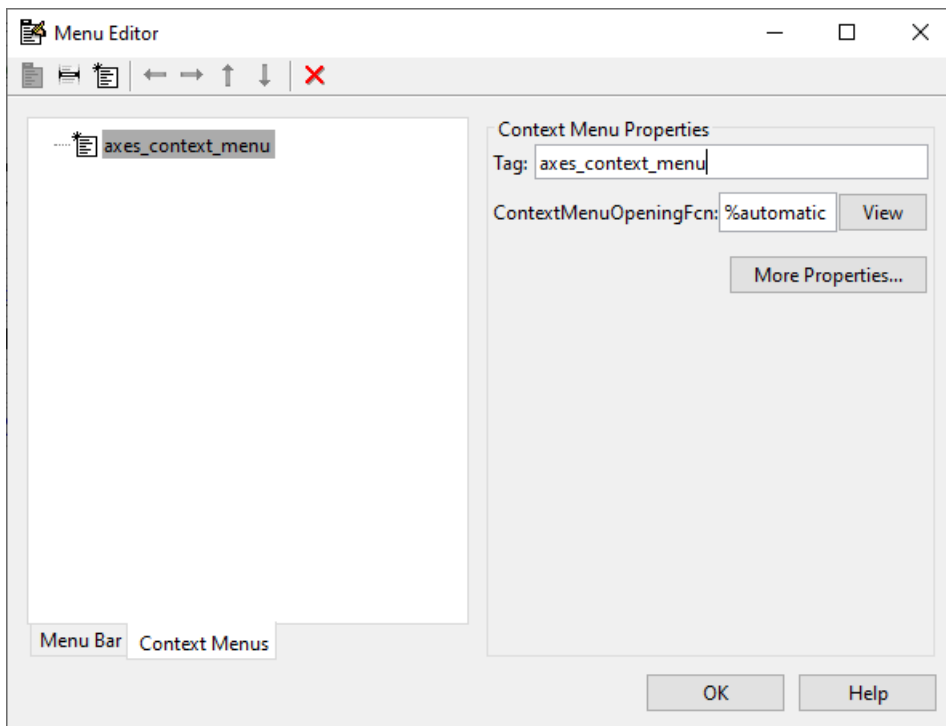 Menu Editor
axes_context_menu
Context Menu Properties
Tag: axes_context_menu
ContextMenuOpeningFcn: %automatic View
More Properties...
Menu Bar Context Menus
OK Help